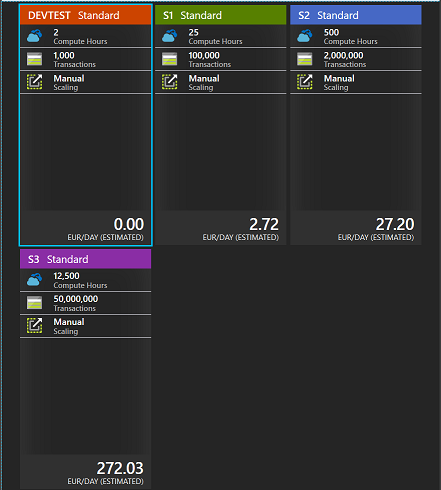 DEVTEST Standard
2
Compute Hours
1,000
Transactions
Manual
Scaling
0.00
EUR/DAY (ESTIMATED)
S1 Standard
25
Compute Hours
100,000
Transactions
Manual
Scaling
2.72
EUR/DAY (ESTIMATED)
S2 Standard
500
Compute Hours
2,000,000
Transactions
Manual
Scaling
27.20
EUR/DAY (ESTIMATED)
S3 Standard
12,500
Compute Hours
50,000,000
Transactions
Manual
Scaling
272.03
EUR/DAY (ESTIMATED)